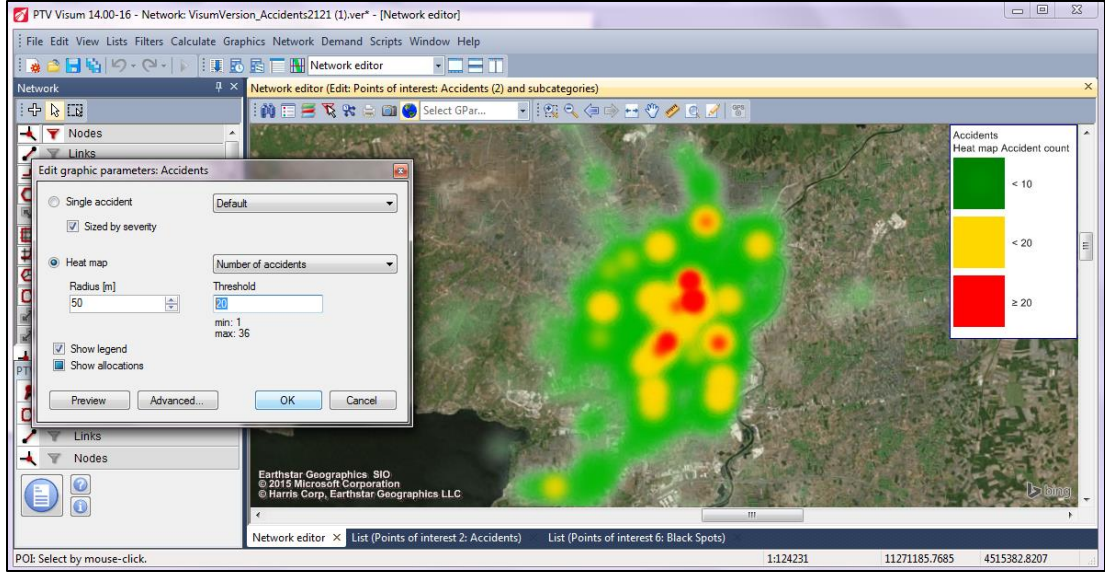 PTV Visum 14.00-16 - Network: VisumVersion_Accidents2121 (1).ver* - [Network editor]
File Edit View Lists Filters Calculate Graphics Network Demand Scripts Window Help
Network editor
Network
Network editor (Edit: Points of interest: Accidents (2) and subcategories)
Select GPar...
GPS
Nodes
Links
Edit graphic parameters: Accidents
Single accident
Default
Sized by severity
Heat map
Number of accidents
Radius [m]
Threshold
50
20
min: 1
max: 36
Show legend
Show allocations
Preview
Advanced...
OK
Cancel
PT
Links
Nodes
Accidents
Heat map Accident count
< 10
< 20
≥ 20
Earthstar Geographics SIO
© 2015 Microsoft Corporation
© Harris Corp, Earthstar Geographics LLC
bing
Network editor
List (Points of interest 2: Accidents)
List (Points of interest 6: Black Spots)
POI: Select by mouse-click.
1:124231
11271185.7685
4515382.8207